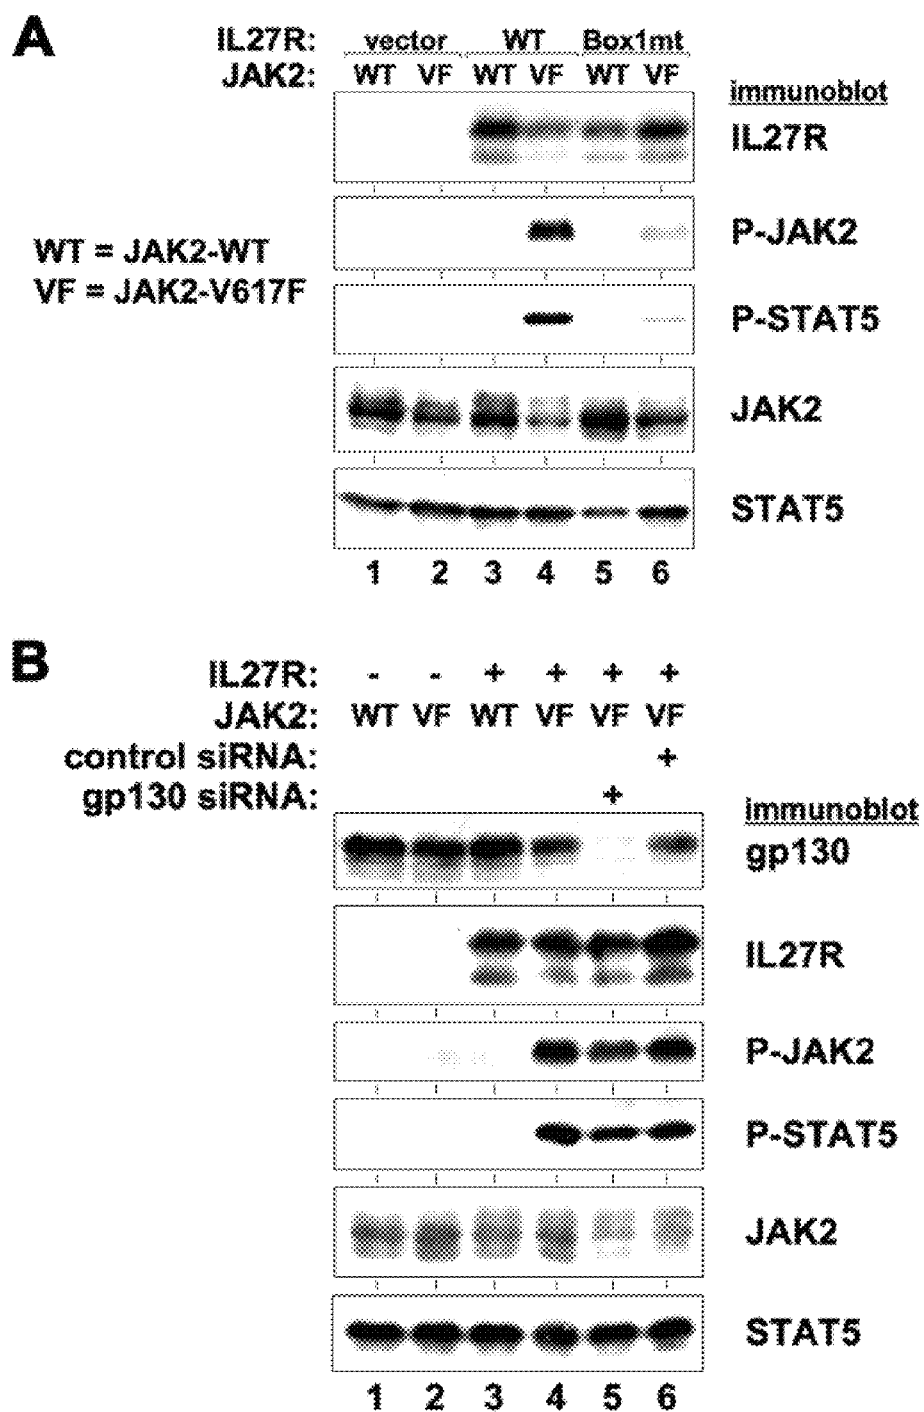 A
IL27R: vector WT Box1mt
JAK2: WT VF WT VF WT VF
immunoblot
IL27R
P-JAK2
WT = JAK2-WT
VF = JAK2-V617F
P-STAT5
JAK2
STAT5
1 2 3 4 5 6
B
IL27R: - - + + + +
JAK2: WT VF WT VF VF VF
control siRNA: +
gp130 siRNA: +
immunoblot
gp130
IL27R
P-JAK2
P-STAT5
JAK2
STAT5
1 2 3 4 5 6